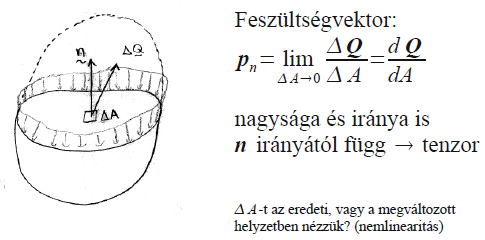 Feszültségvektor:
n ΔQ
p_n = lim_{ΔA→0} ΔQ/ΔA = dQ/dA
ΔA
nagysága és iránya is
n irányától függ → tenzor
ΔA-t az eredeti, vagy a megváltozott
helyzetben nézzük? (nemlinearitás)